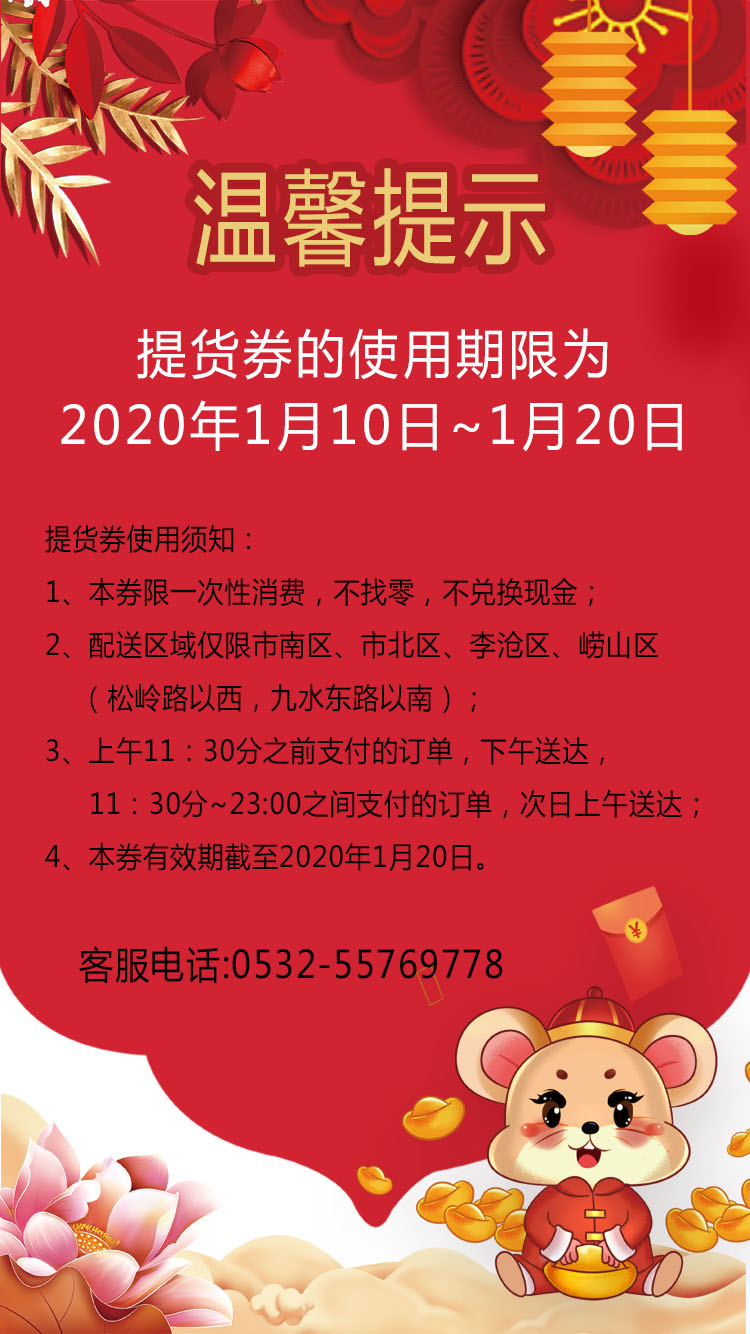 温馨提示
提货券的使用期限为
2020年1月10日~1月20日
提货券使用须知：
1、本券限一次性消费，不找零，不兑换现金；
2、配送区域仅限市南区、市北区、李沧区、崂山区
（松岭路以西，九水东路以南）；
3、上午11：30分之前支付的订单，下午送达，
11：30分~23:00之间支付的订单，次日上午送达；
4、本券有效期截至2020年1月20日。
¥
客服电话:0532-55769778